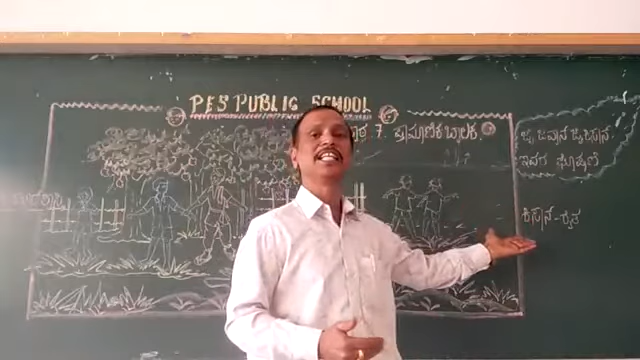 PES PUBLIC SCHOOL
7. ಪ್ರಾಮಾಣಿಕ ಬಾಲಕ.
ಜೈ ಜವಾನ ಜೈ ಕಿಸಾನ
ಇವರ ಘೋಷಣೆ
ಕಿಸಾನ್-ರೈತ